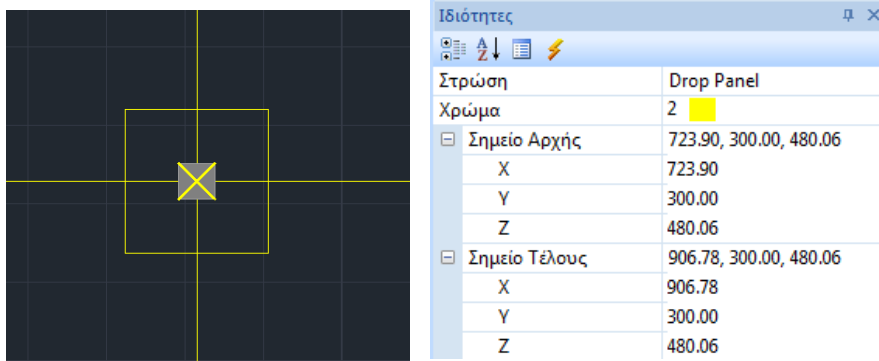 Ιδιότητες
Στρώση Drop Panel
Χρώμα 2
Σημείο Αρχής 723.90, 300.00, 480.06
X 723.90
Y 300.00
Z 480.06
Σημείο Τέλους 906.78, 300.00, 480.06
X 906.78
Y 300.00
Z 480.06